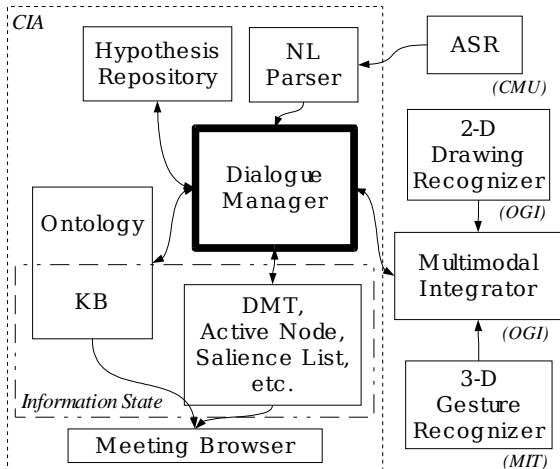 CIA
Hypothesis
Repository
NL
Parser
ASR
(CMU)
2-D
Drawing
Recognizer
(OGI)
Dialogue
Manager
Ontology
KB
Multimodal
Integrator
(OGI)
DMT,
Active Node,
Salience List,
etc.
Information State
3-D
Gesture
Recognizer
(MIT)
Meeting Browser